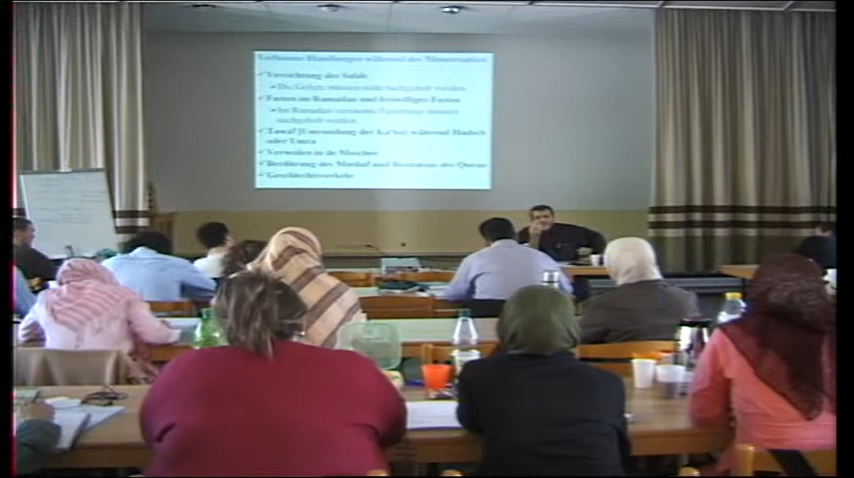 Verbotene Handlungen während der Menstruation
Verrichtung des Salah
Die Gebete müssen nicht nachgeholt werden
Fasten im Ramadan und freiwilliges Fasten
Im Ramadan versäumte Fastentage müssen
nachgeholt werden
Tawaf [Umrundung der Ka'ba] während Hadsch
oder Umra
Verweilen in de Moschee
Berührung des Mushaf und Rezitation des Quran
Geschlechtsverkehr